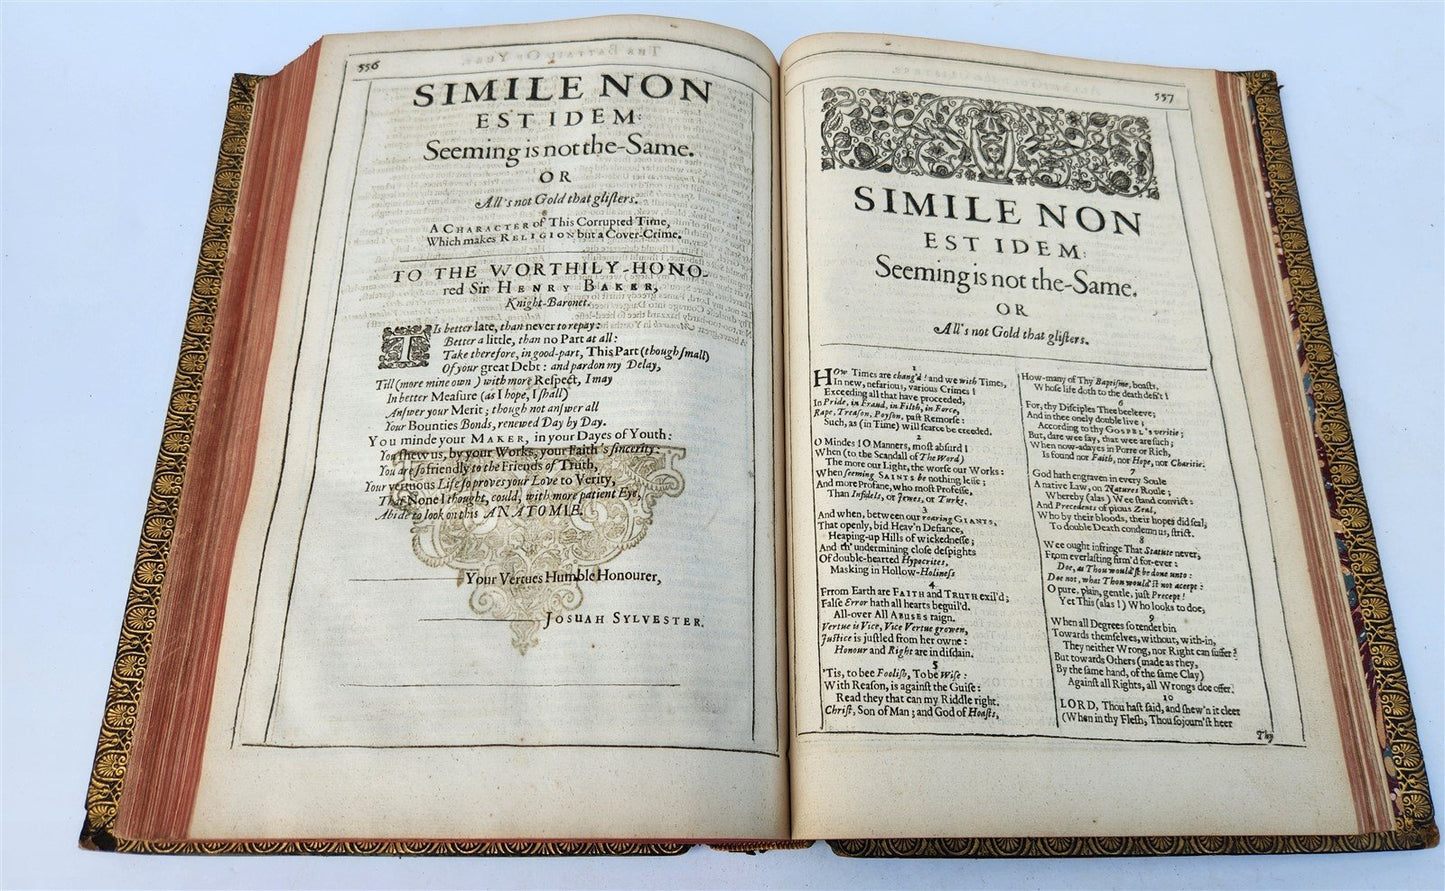 556
SIMILE NON
EST IDEM:
Seeming is not the-Same.
OR
All's not Gold that glisters.
A CHARACTER of This Corrupted Time,
Which makes RELIGION but a Cover-Crime.
TO THE WORTHILY-HONO-
red Sir HENRY BAKER,
Knight-Baronet.
TIs better late, than never to repay:
Better a little, than no Part at all:
Take therefore, in good-part, This Part (though small)
Of your great Debt: and pardon my Delay,
Till (more mine own) with more Respect, I may
In better Measure (as I hope, I shall)
Answer your Merit; though not answer all
Your Bounties Bonds, renewed Day by Day.
You minde your MAKER, in your Dayes of Youth:
You shew us, by your Works, your Faith's sincerity:
You are so friendly to the Friends of Truth,
Your vertuous Life so proves your Love to Verity,
That None I thought, could, with more patient Eye,
Abide to look on this ANATOMIE.
Your Vertues Humble Honourer,
JOSUAH SYLVESTER.
557
SIMILE NON
EST IDEM:
Seeming is not the-Same.
OR
All's not Gold that glisters.
1
HOw Times are chang'd! and we with Times,
In new, nefarious, various Crimes!
Exceeding all that have proceeded,
In Pride, in Fraud, in Filth, in Force,
Rape, Treason, Poyson, past Remorse:
Such, as (in Time) will scarce be creeded.
2
O Mindes! O Manners, most absurd!
When (to the Scandall of The Word)
The more our Light, the worse our Works:
When seeming SAINTS be nothing lesse;
And more Profane, who most Professe,
Than Infidels, or Jewes, or Turks.
3
And when, between our roaring GIANTS,
That openly, bid Heav'n Defiance,
Heaping-up Hills of wickednesse;
And th' undermining close despights
Of double-hearted Hypocrites,
Masking in Hollow-Holiness
4
Frrom Earth are FAITH and TRUTH exil'd;
False Error hath all hearts beguil'd.
All-over All ABUSES raign.
Vertue is Vice, Vice Vertue growen,
Justice is justled from her owne:
Honour and Right are in disdain.
5
'Tis, to bee Foolish, To be Wise:
With Reason, is against the Guise:
Read they that can my Riddle right.
Christ, Son of Man; and God of Hoasts,
How-many of Thy Baptisme, boasts,
Whose life doth to the death desi't!
6
For, thy Disciples Thee beeleeve;
And in thee onely double live;
According to thy GOSPEL's veritie;
But, dare wee say, that wee are such;
When now-adayes in Poore or Rich,
Is found nor Faith, nor Hope, nor Charitie.
7
God hath engraven in every Soule
A native Law, on Natures Roule;
Whereby (alas) Wee stand convict:
And Precedents of pious Zeal,
Who by their bloods, their hopes did seal;
To double Death condemn us, strict.
8
Wee ought infringe That Statute never,
From everlasting firm'd for-ever:
Doe, as Thou would'st be done unto:
Doe not, what Thou would'st not accept:
O pure, plain, gentle, just Precept!
Yet This (alas!) Who looks to doe;
9
When all Degrees so tender bin
Towards themselves, without, with-in,
They neither Wrong, nor Right can suffer?
But towards Others (made as they,
By the same hand, of the same Clay)
Against all Rights, all Wrongs doe offer.
10
LORD, Thou hast said, and shew'n it cleer
(When in thy Flesh, Thou sojourn'st heer
Thy